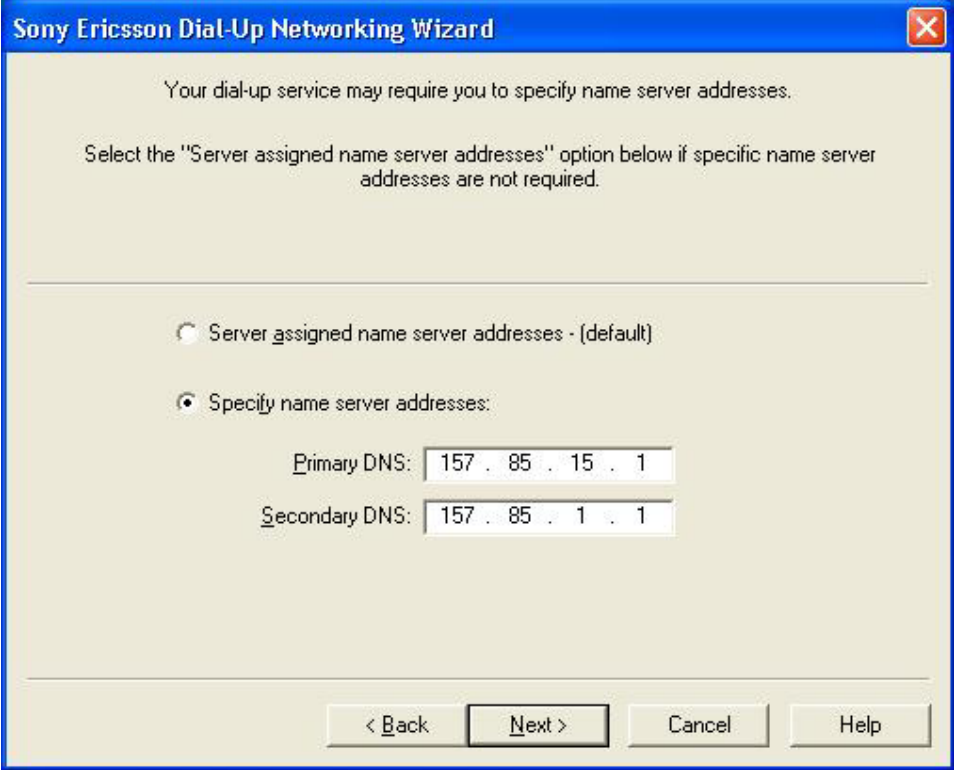 Sony Ericsson Dial-Up Networking Wizard
Your dial-up service may require you to specify name server addresses.
Select the "Server assigned name server addresses" option below if specific name server
addresses are not required.
Server assigned name server addresses - (default)
Specify name server addresses:
Primary DNS: 157 . 85 . 15 . 1
Secondary DNS: 157 . 85 . 1 . 1
< Back Next > Cancel Help